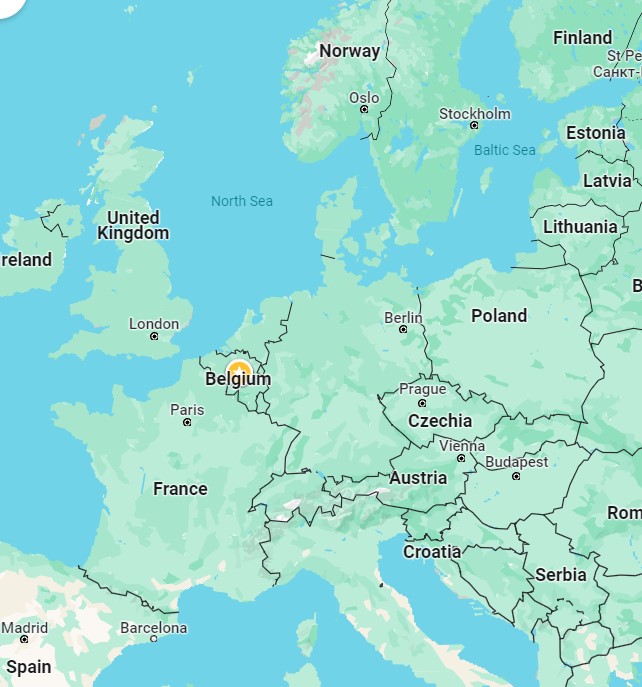 Norway
Finland
St Pe
Санкт-
Oslo
Stockholm
Estonia
Baltic Sea
Latvia
North Sea
United
Kingdom
Lithuania
reland
B
London
Berlin
Poland
Belgium
Prague
Paris
Czechia
Vienna
Budapest
Austria
France
Rom
Croatia
Serbia
Madrid
Barcelona
Spain